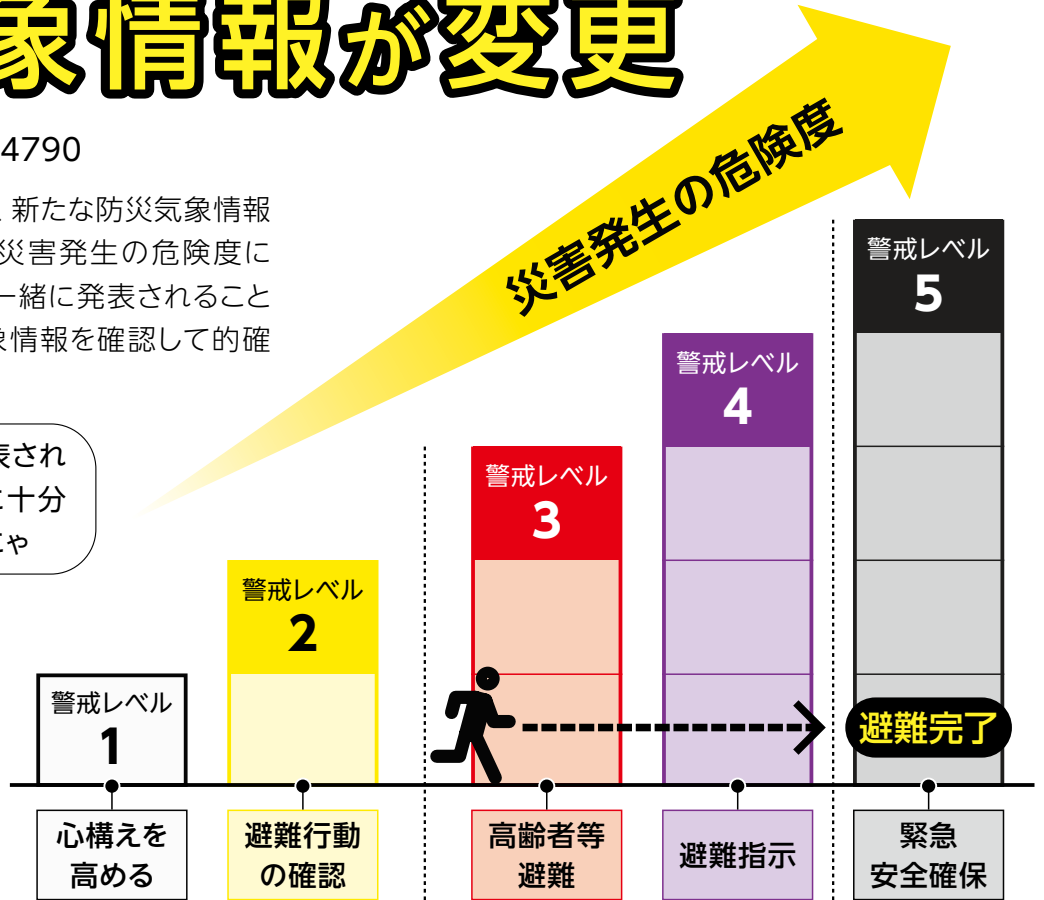 象情報が変更
4790
新たな防災気象情報
災害発生の危険度に
一緒に発表されること
象情報を確認して的確
災害発生の危険度
表され
に十分
にゃ
警戒レベル
1
警戒レベル
2
警戒レベル
3
警戒レベル
4
警戒レベル
5
避難完了
心構えを
高める
避難行動
の確認
高齢者等
避難
避難指示
緊急
安全確保